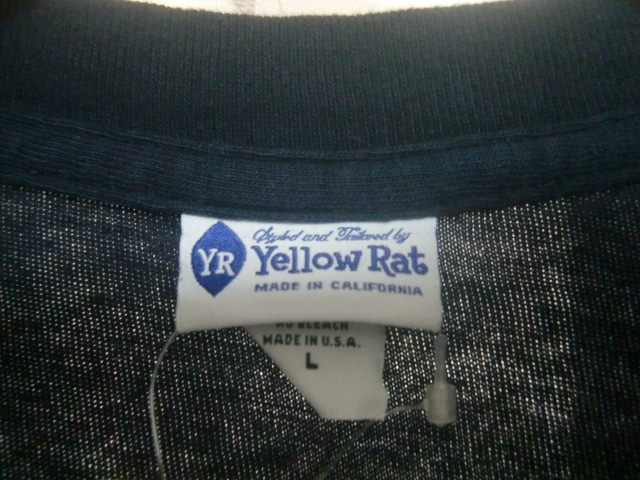 YR
Styled and Tailored by
Yellow Rat
MADE IN CALIFORNIA
NO BLEACH
MADE IN U.S.A.
L